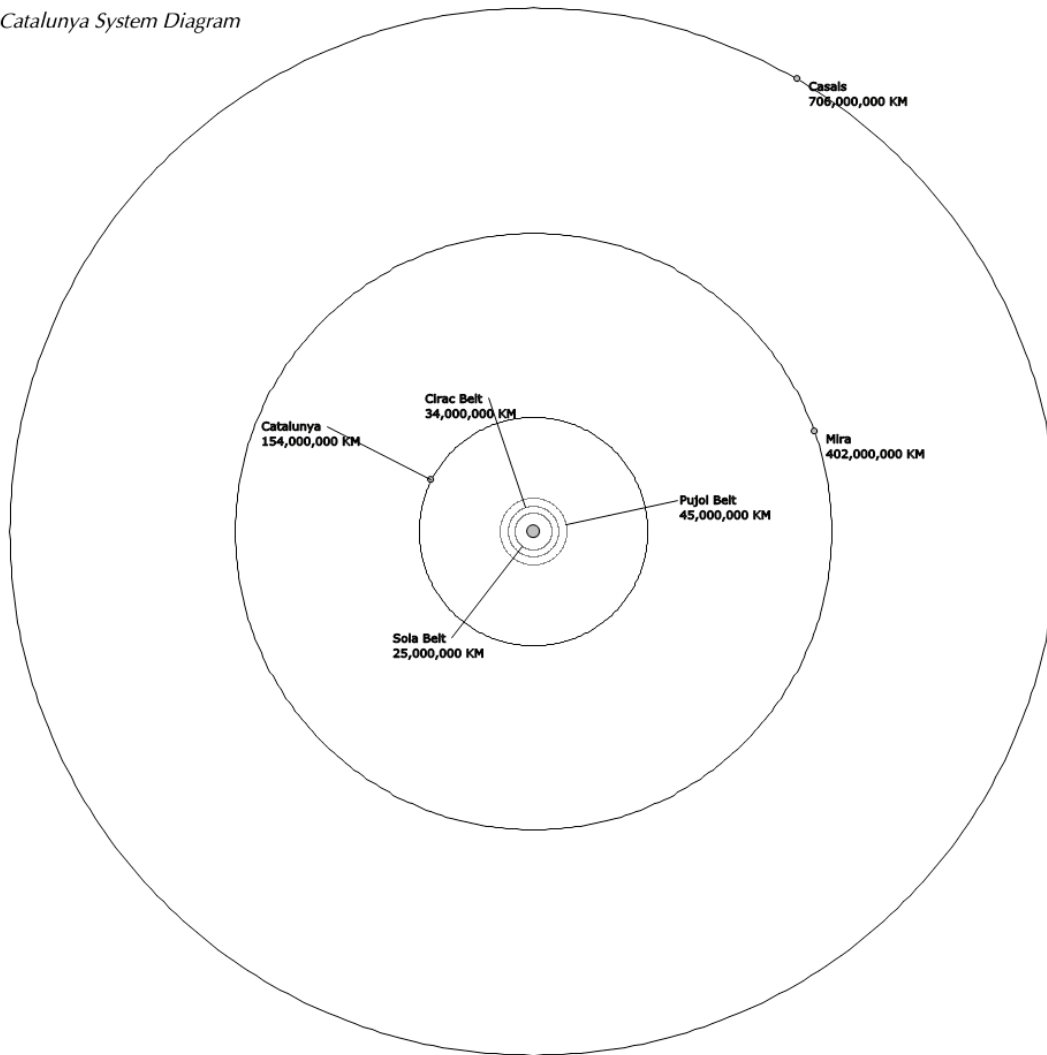 Catalunya System Diagram
Casals
706,000,000 KM
Cirac Belt
34,000,000 KM
Catalunya
154,000,000 KM
Mira
402,000,000 KM
Pujol Belt
45,000,000 KM
Sola Belt
25,000,000 KM